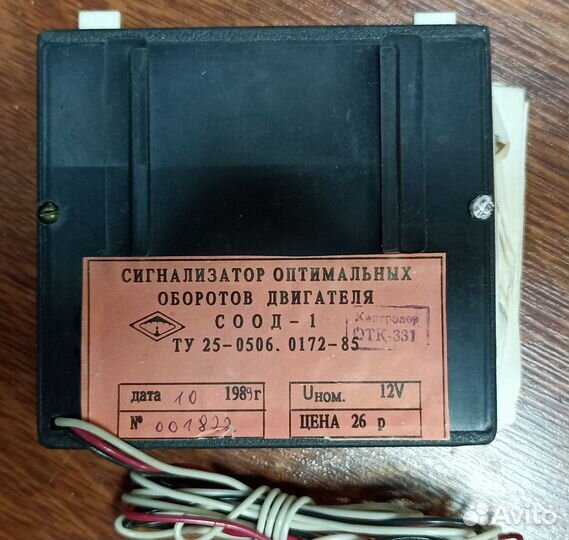 СИГНАЛИЗАТОР ОПТИМАЛЬНЫХ
ОБОРОТОВ ДВИГАТЕЛЯ
СООД-1
Контролер
ОТК-331
ТУ 25-0506.0172-85
дата 10 1989г
Uном. 12V
№ 001822
ЦЕНА 26 р
Avito